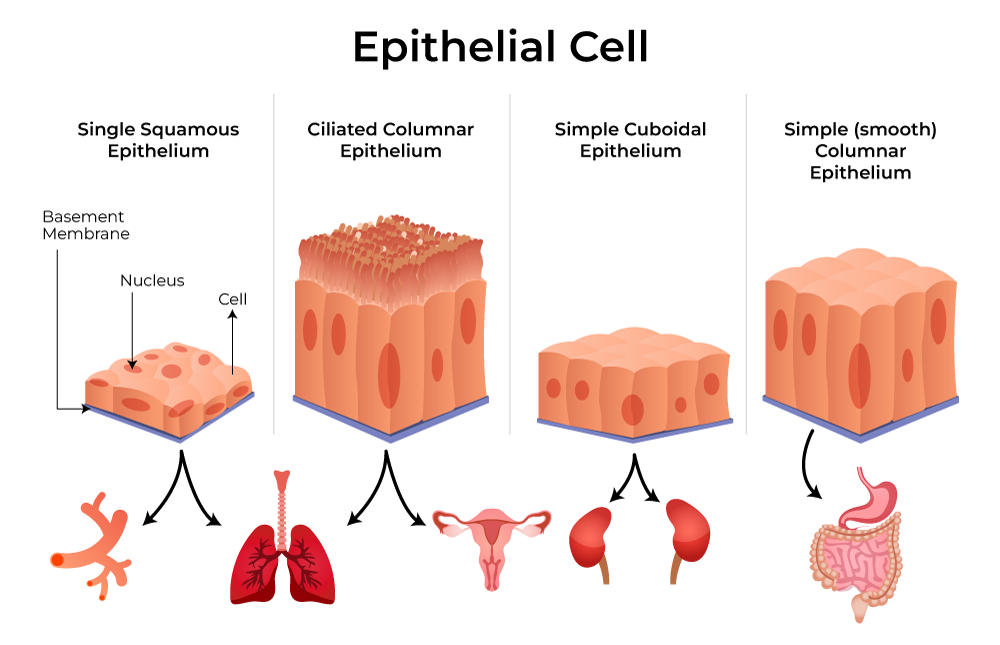 Epithelial Cell
Single Squamous
Epithelium
Ciliated Columnar
Epithelium
Simple Cuboidal
Epithelium
Simple (smooth)
Columnar
Epithelium
Basement
Membrane
Nucleus
Cell